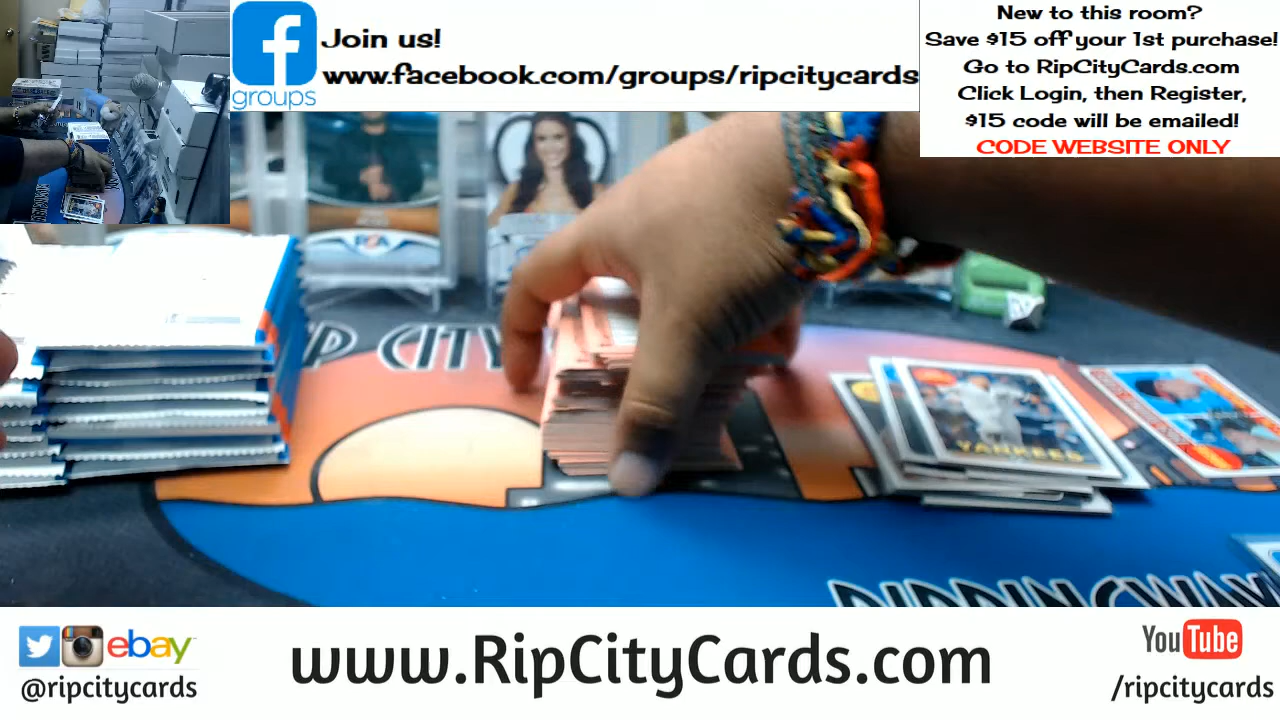 Join us!
www.facebook.com/groups/ripcitycards
groups
New to this room?
Save $15 off your 1st purchase!
Go to RipCityCards.com
Click Login, then Register,
$15 code will be emailed!
CODE WEBSITE ONLY
P CITY
YANKEES
RIPPINGWAX
ebay
@ripcitycards
www.RipCityCards.com
YouTube
/ripcitycards